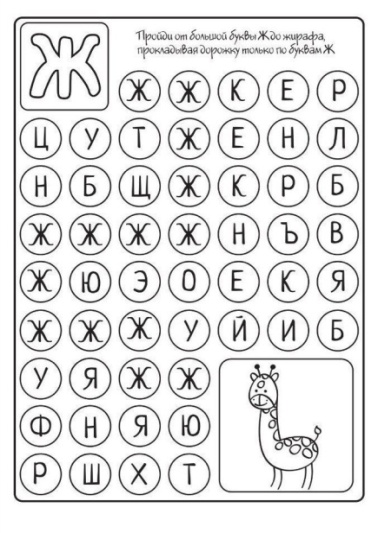 Ж
Пройди от большой буквы Ж до жирафа,
прокладывая дорожку только по буквам Ж
Ж Ж К Е Р
Ц У Т Ж Е Н Л
Н Б Щ Ж К Р Б
Ж Ж Ж Ж Н Ъ В
Ж Ю Э О Е К Я
Ж Ж Ж У Й И Б
У Я Ж Ж
Ф Н Я Ю
Р Ш Х Т